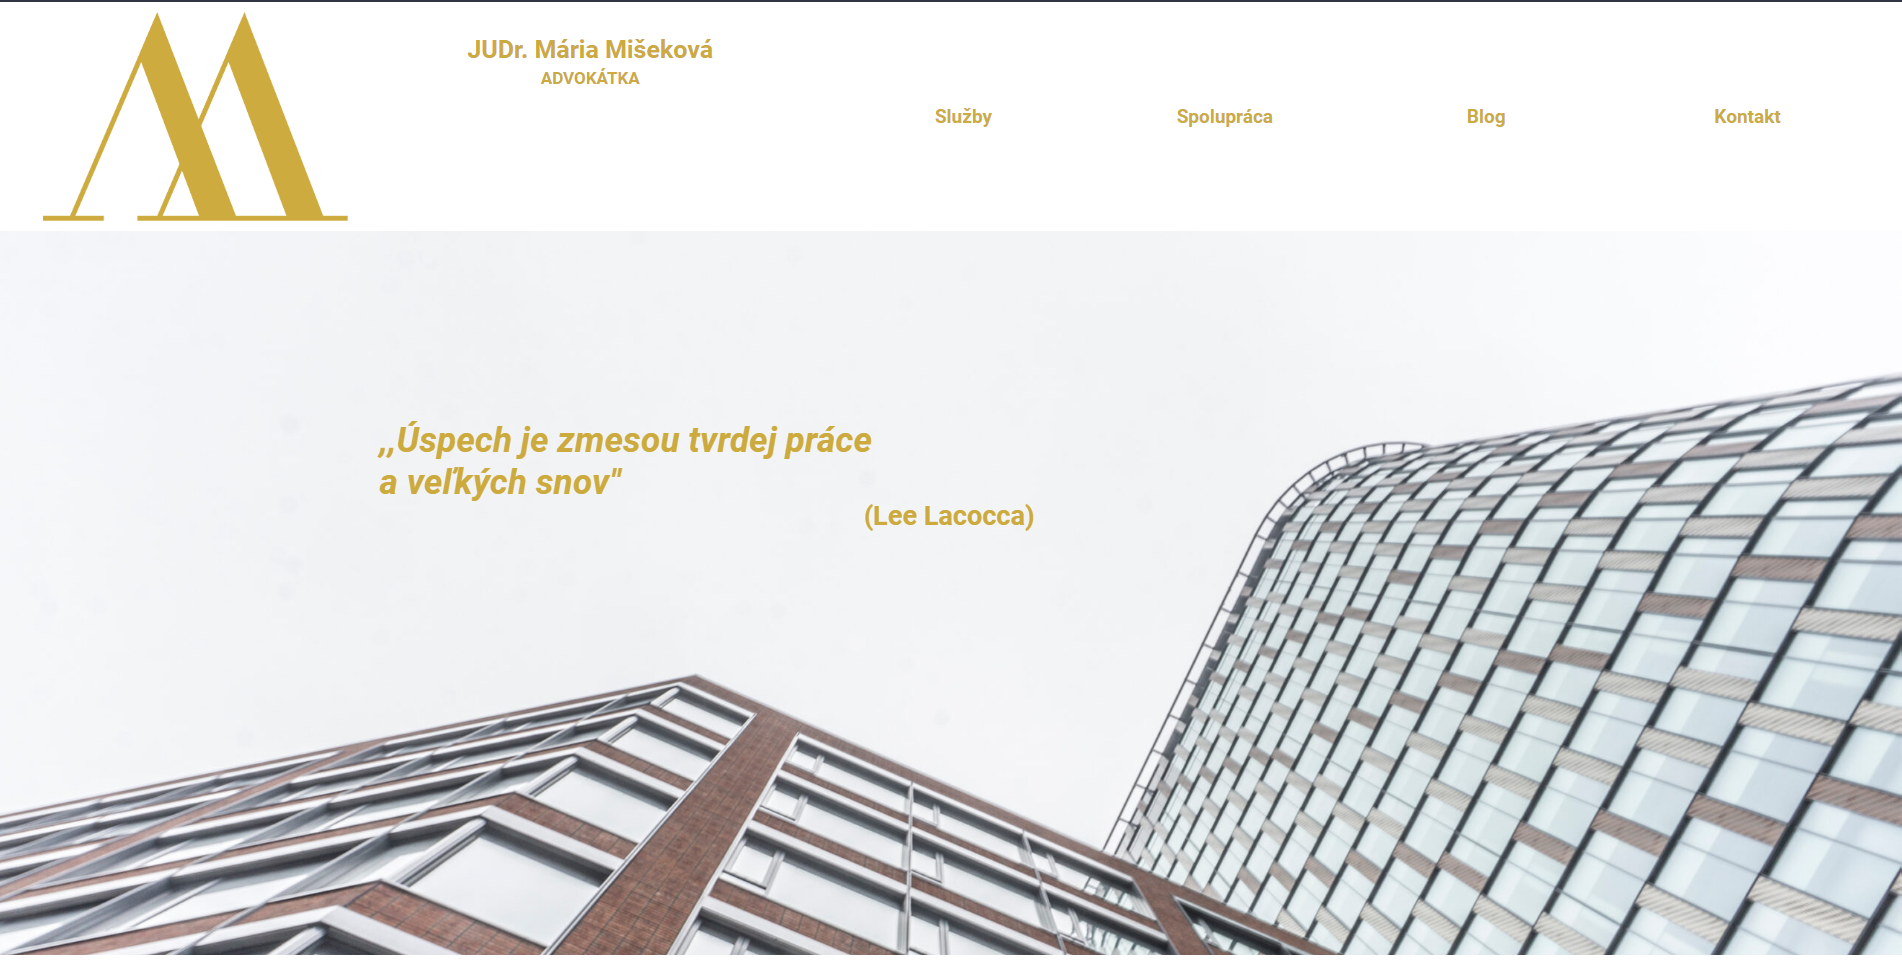 JUDr. Mária Mišeková
ADVOKÁTKA
Služby Spolupráca Blog Kontakt
,,Úspech je zmesou tvrdej práce
a veľkých snov"
(Lee Lacocca)